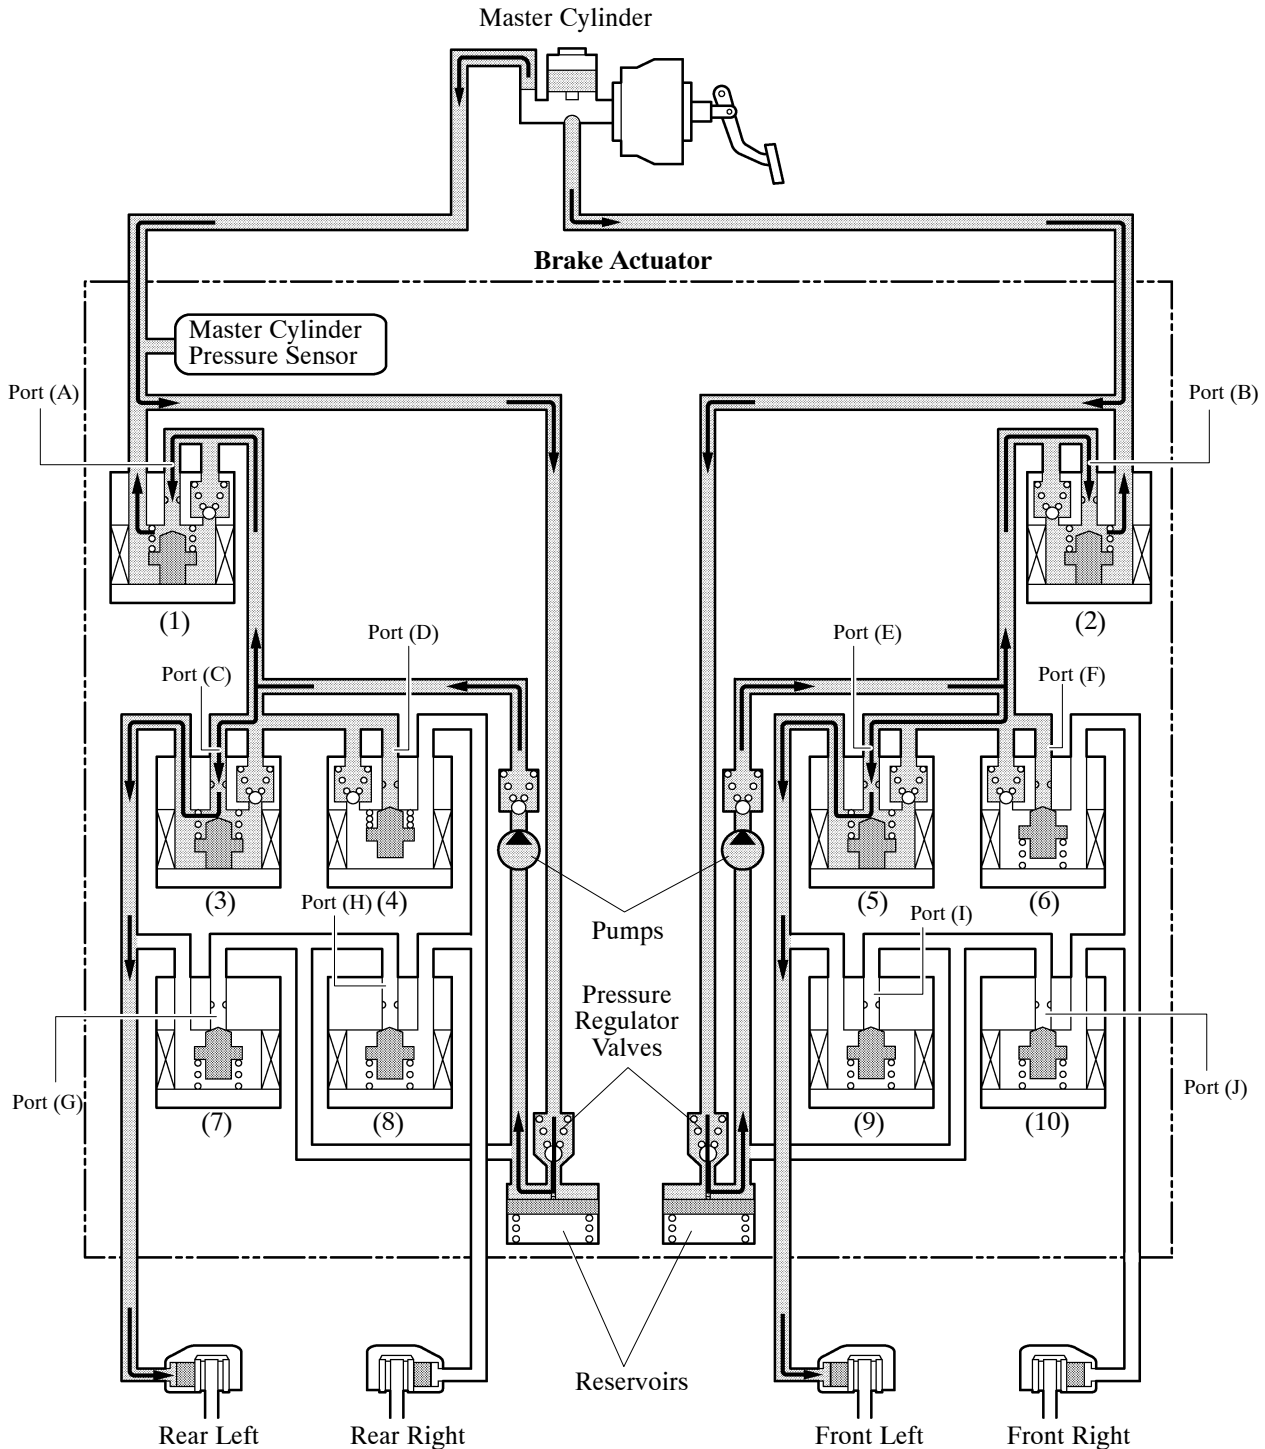 Master Cylinder
Brake Actuator
Master Cylinder
Pressure Sensor
Port (A)
Port (B)
(1)
(2)
Port (D)
Port (E)
Port (C)
Port (F)
(3)
(4)
(5)
(6)
Port (H)
Port (I)
Pumps
Pressure
Regulator
Valves
Port (G)
Port (J)
(7)
(8)
(9)
(10)
Reservoirs
Rear Left
Rear Right
Front Left
Front Right